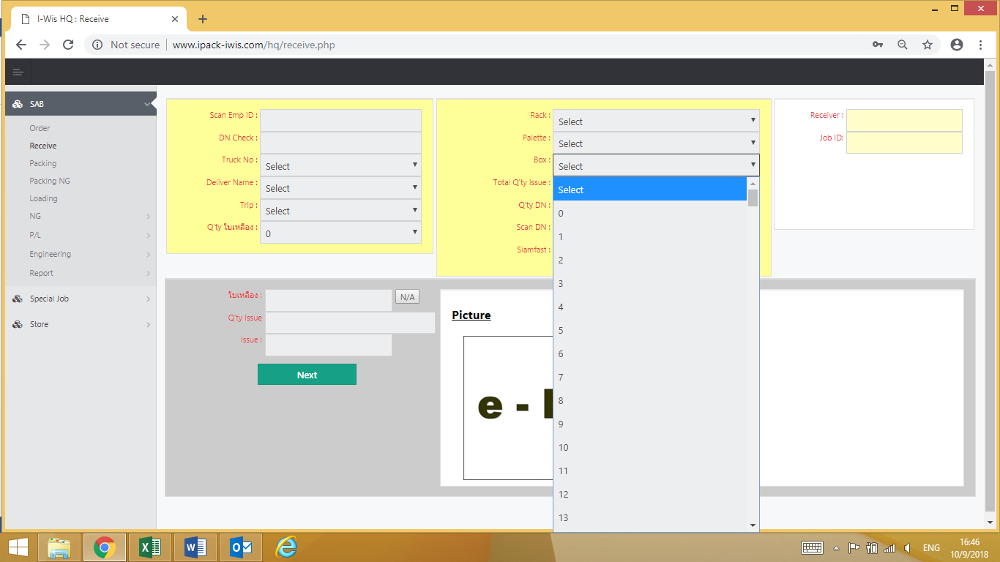 I-Wis HQ : Receive
Not secure
www.ipack-iwis.com/hq/receive.php
SAB
Order
Receive
Packing
Packing NG
Loading
NG
P/L
Engineering
Report
Special Job
Store
Scan Emp ID :
DN Check :
Truck No : Select
Deliver Name : Select
Trip : Select
Q'ty ใบเหลือง : 0
Rack : Select
Palette : Select
Box : Select
Total Q'ty Issue :
Q'ty DN :
Scan DN :
Siamfast :
Select
0
1
2
3
4
5
6
7
8
9
10
11
12
13
Receiver :
Job ID:
ใบเหลือง : N/A
Q'ty Issue
Issue :
Next
Picture
e -
ENG
16:46
10/9/2018